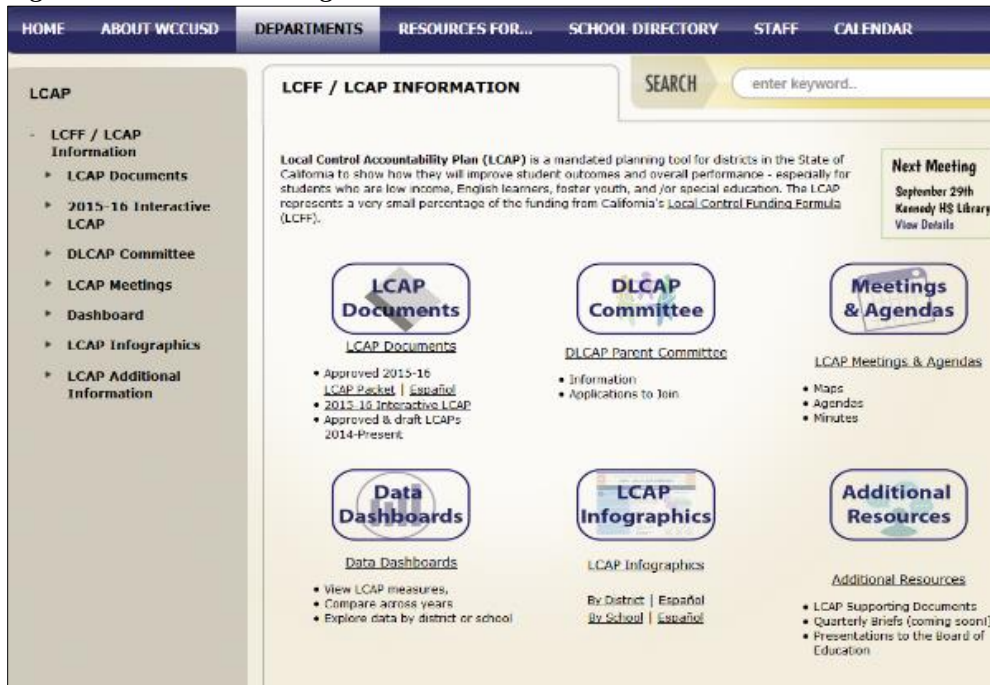 HOME ABOUT WCCUSD DEPARTMENTS RESOURCES FOR... SCHOOL DIRECTORY STAFF CALENDAR
LCAP
- LCFF / LCAP
Information
LCAP Documents
2015-16 Interactive
LCAP
DLCAP Committee
LCAP Meetings
Dashboard
LCAP Infographics
LCAP Additional
Information
LCFF / LCAP INFORMATION
SEARCH
enter keyword..
Local Control Accountability Plan (LCAP) is a mandated planning tool for districts in the State of
California to show how they will improve student outcomes and overall performance - especially for
students who are low income, English learners, foster youth, and /or special education. The LCAP
represents a very small percentage of the funding from California's Local Control Funding Formula
(LCFF).
Next Meeting
September 29th
Kennedy HS Library
View Details
LCAP
Documents
LCAP Documents
• Approved 2015-16
LCAP Packet | Español
• 2015-16 Interactive LCAP
• Approved & draft LCAPs
2014-Present
DLCAP
Committee
DLCAP Parent Committee
• Information
• Applications to Join
Meetings
& Agendas
LCAP Meetings & Agendas
• Maps
• Agendas
• Minutes
Data
Dashboards
Data Dashboards
• View LCAP measures,
• Compare across years
• Explore data by district or school
LCAP
Infographics
LCAP Infographics
By District | Español
By School | Español
Additional
Resources
Additional Resources
• LCAP Supporting Documents
• Quarterly Briefs (coming soon!)
• Presentations to the Board of
Education